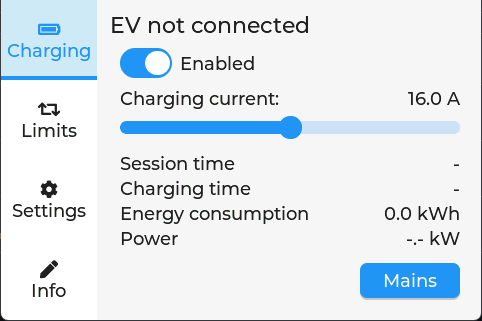 Charging
Limits
Settings
Info
EV not connected
Enabled
Charging current: 16.0 A
Session time -
Charging time -
Energy consumption 0.0 kWh
Power -.- kW
Mains